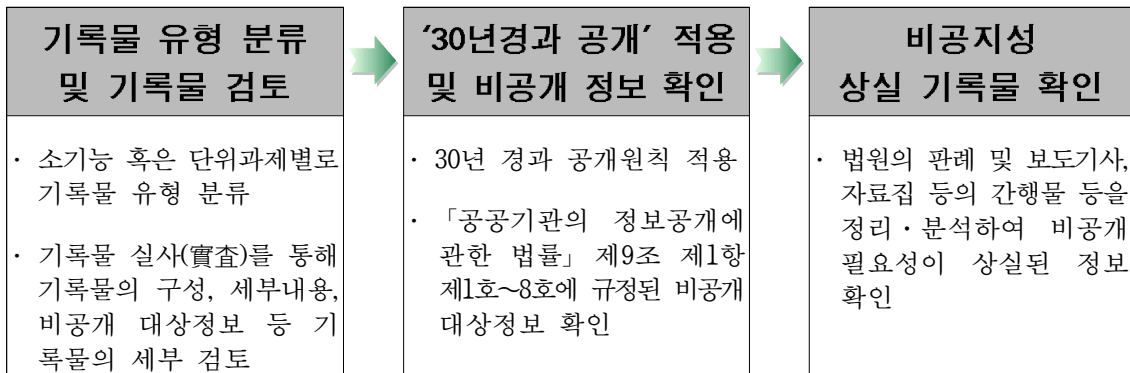 기록물 유형 분류
및 기록물 검토
· 소기능 혹은 단위과제별로
기록물 유형 분류
· 기록물 실사(實査)를 통해
기록물의 구성, 세부내용,
비공개 대상정보 등 기
록물의 세부 검토
‘30년경과 공개’ 적용
및 비공개 정보 확인
· 30년 경과 공개원칙 적용
· 「공공기관의 정보공개에
관한 법률」 제9조 제1항
제1호~8호에 규정된 비공개
대상정보 확인
비공지성
상실 기록물 확인
· 법원의 판례 및 보도기사,
자료집 등의 간행물 등을
정리・분석하여 비공개
필요성이 상실된 정보
확인